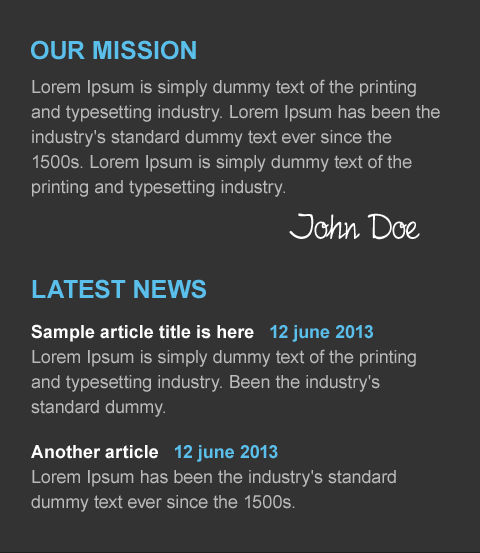 OUR MISSION
Lorem Ipsum is simply dummy text of the printing
and typesetting industry. Lorem Ipsum has been the
industry's standard dummy text ever since the
1500s. Lorem Ipsum is simply dummy text of the
printing and typesetting industry.
John Doe
LATEST NEWS
Sample article title is here 12 june 2013
Lorem Ipsum is simply dummy text of the printing
and typesetting industry. Been the industry's
standard dummy.
Another article 12 june 2013
Lorem Ipsum has been the industry's standard
dummy text ever since the 1500s.